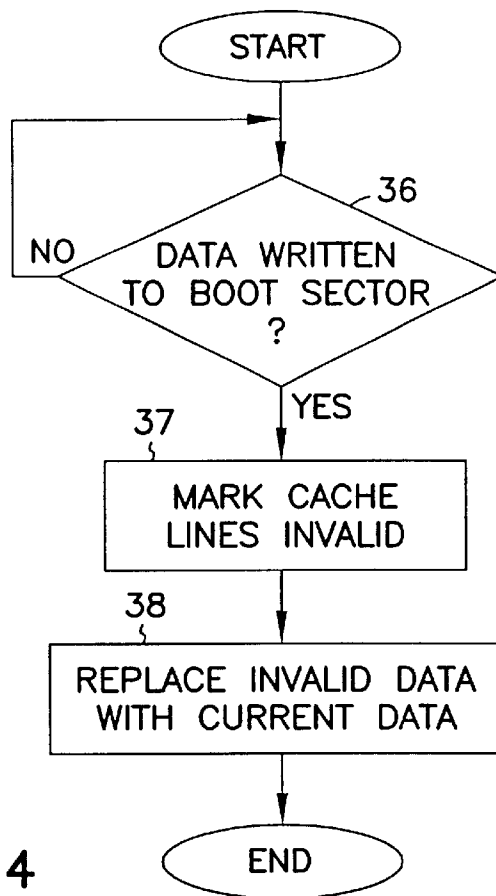 START
36
NO
DATA WRITTEN
TO BOOT SECTOR
?
YES
37
MARK CACHE
LINES INVALID
38
REPLACE INVALID DATA
WITH CURRENT DATA
4
END